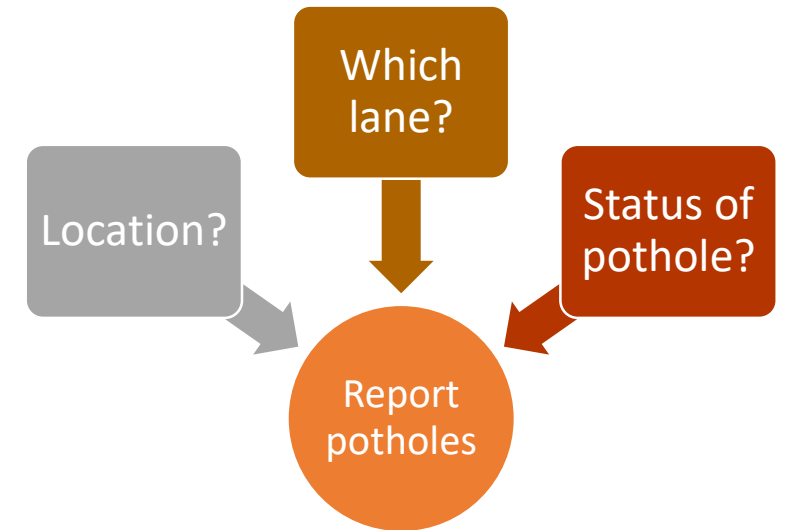 Which
lane?
Location?
Status of
pothole?
Report
potholes